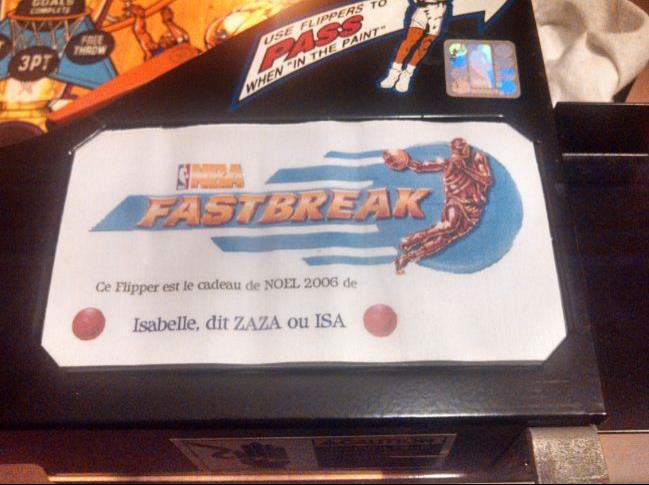 GOALS
COMPLETE
3PT
FREE
THROW
USE FLIPPERS TO
PASS
WHEN "IN THE PAINT"
NBA
FASTBREAK
Ce Flipper est le cadeau de NOEL 2006 de
Isabelle, dit ZAZA ou ISA
CAUTION